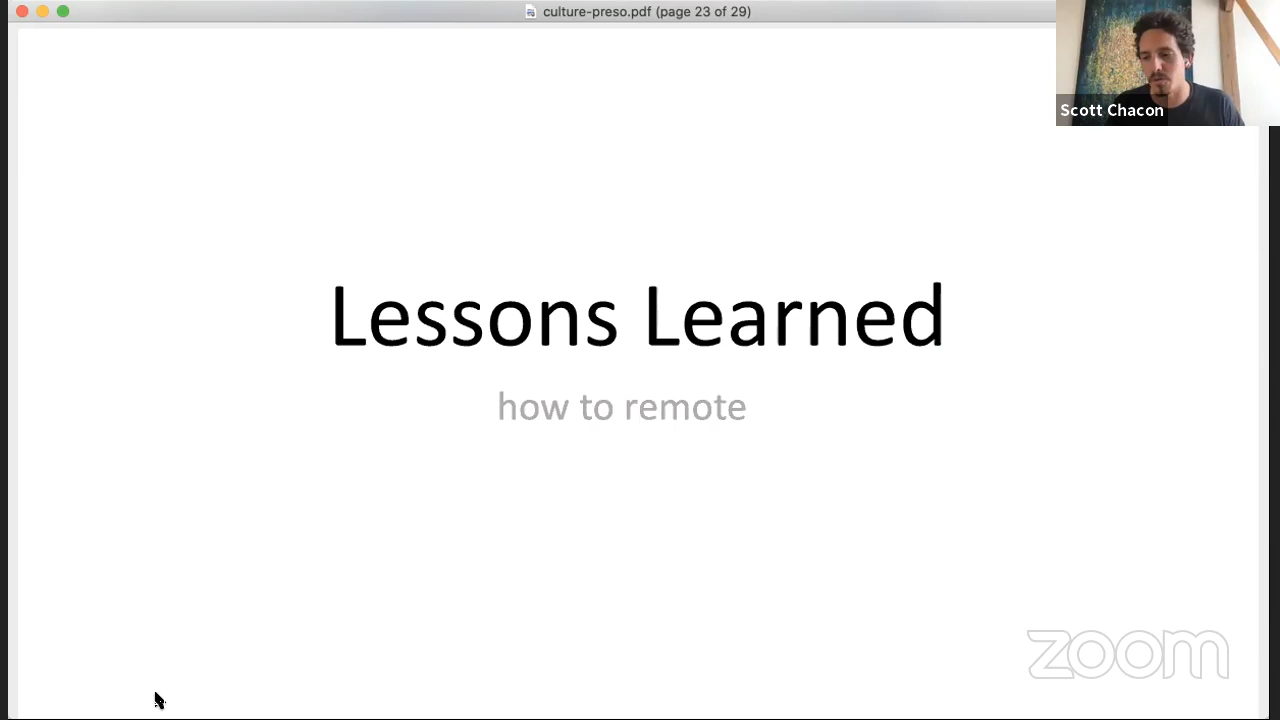 culture-preso.pdf (page 23 of 29)
Scott Chacon
Lessons Learned
how to remote
zoom